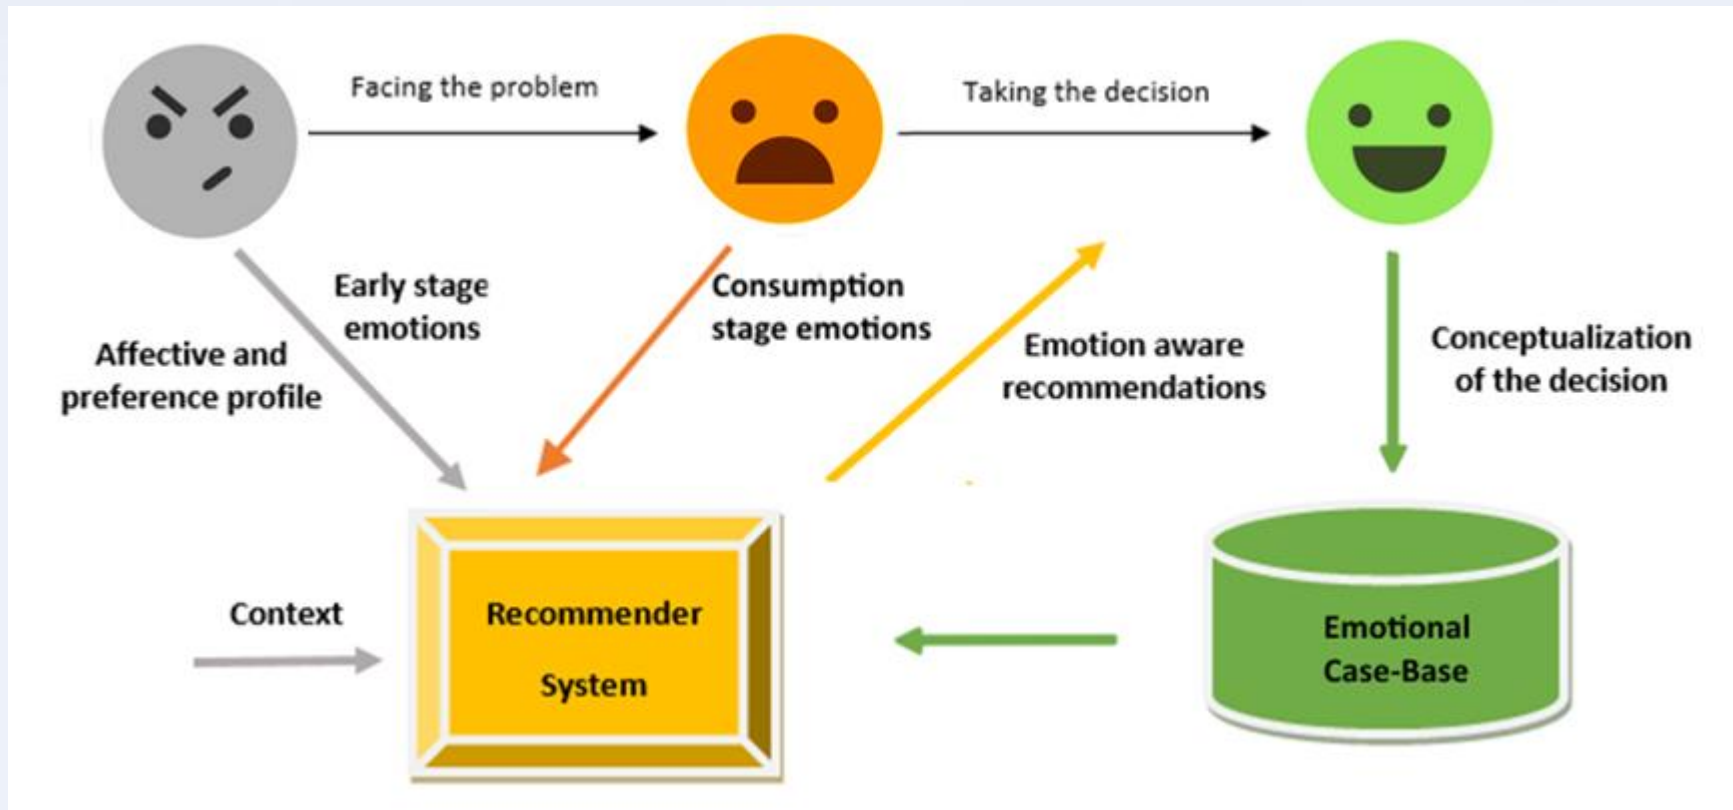 Facing the problem
Taking the decision
Early stage
emotions
Affective and
preference profile
Consumption
stage emotions
Emotion aware
recommendations
Conceptualization
of the decision
Context
Recommender
System
Emotional
Case-Base